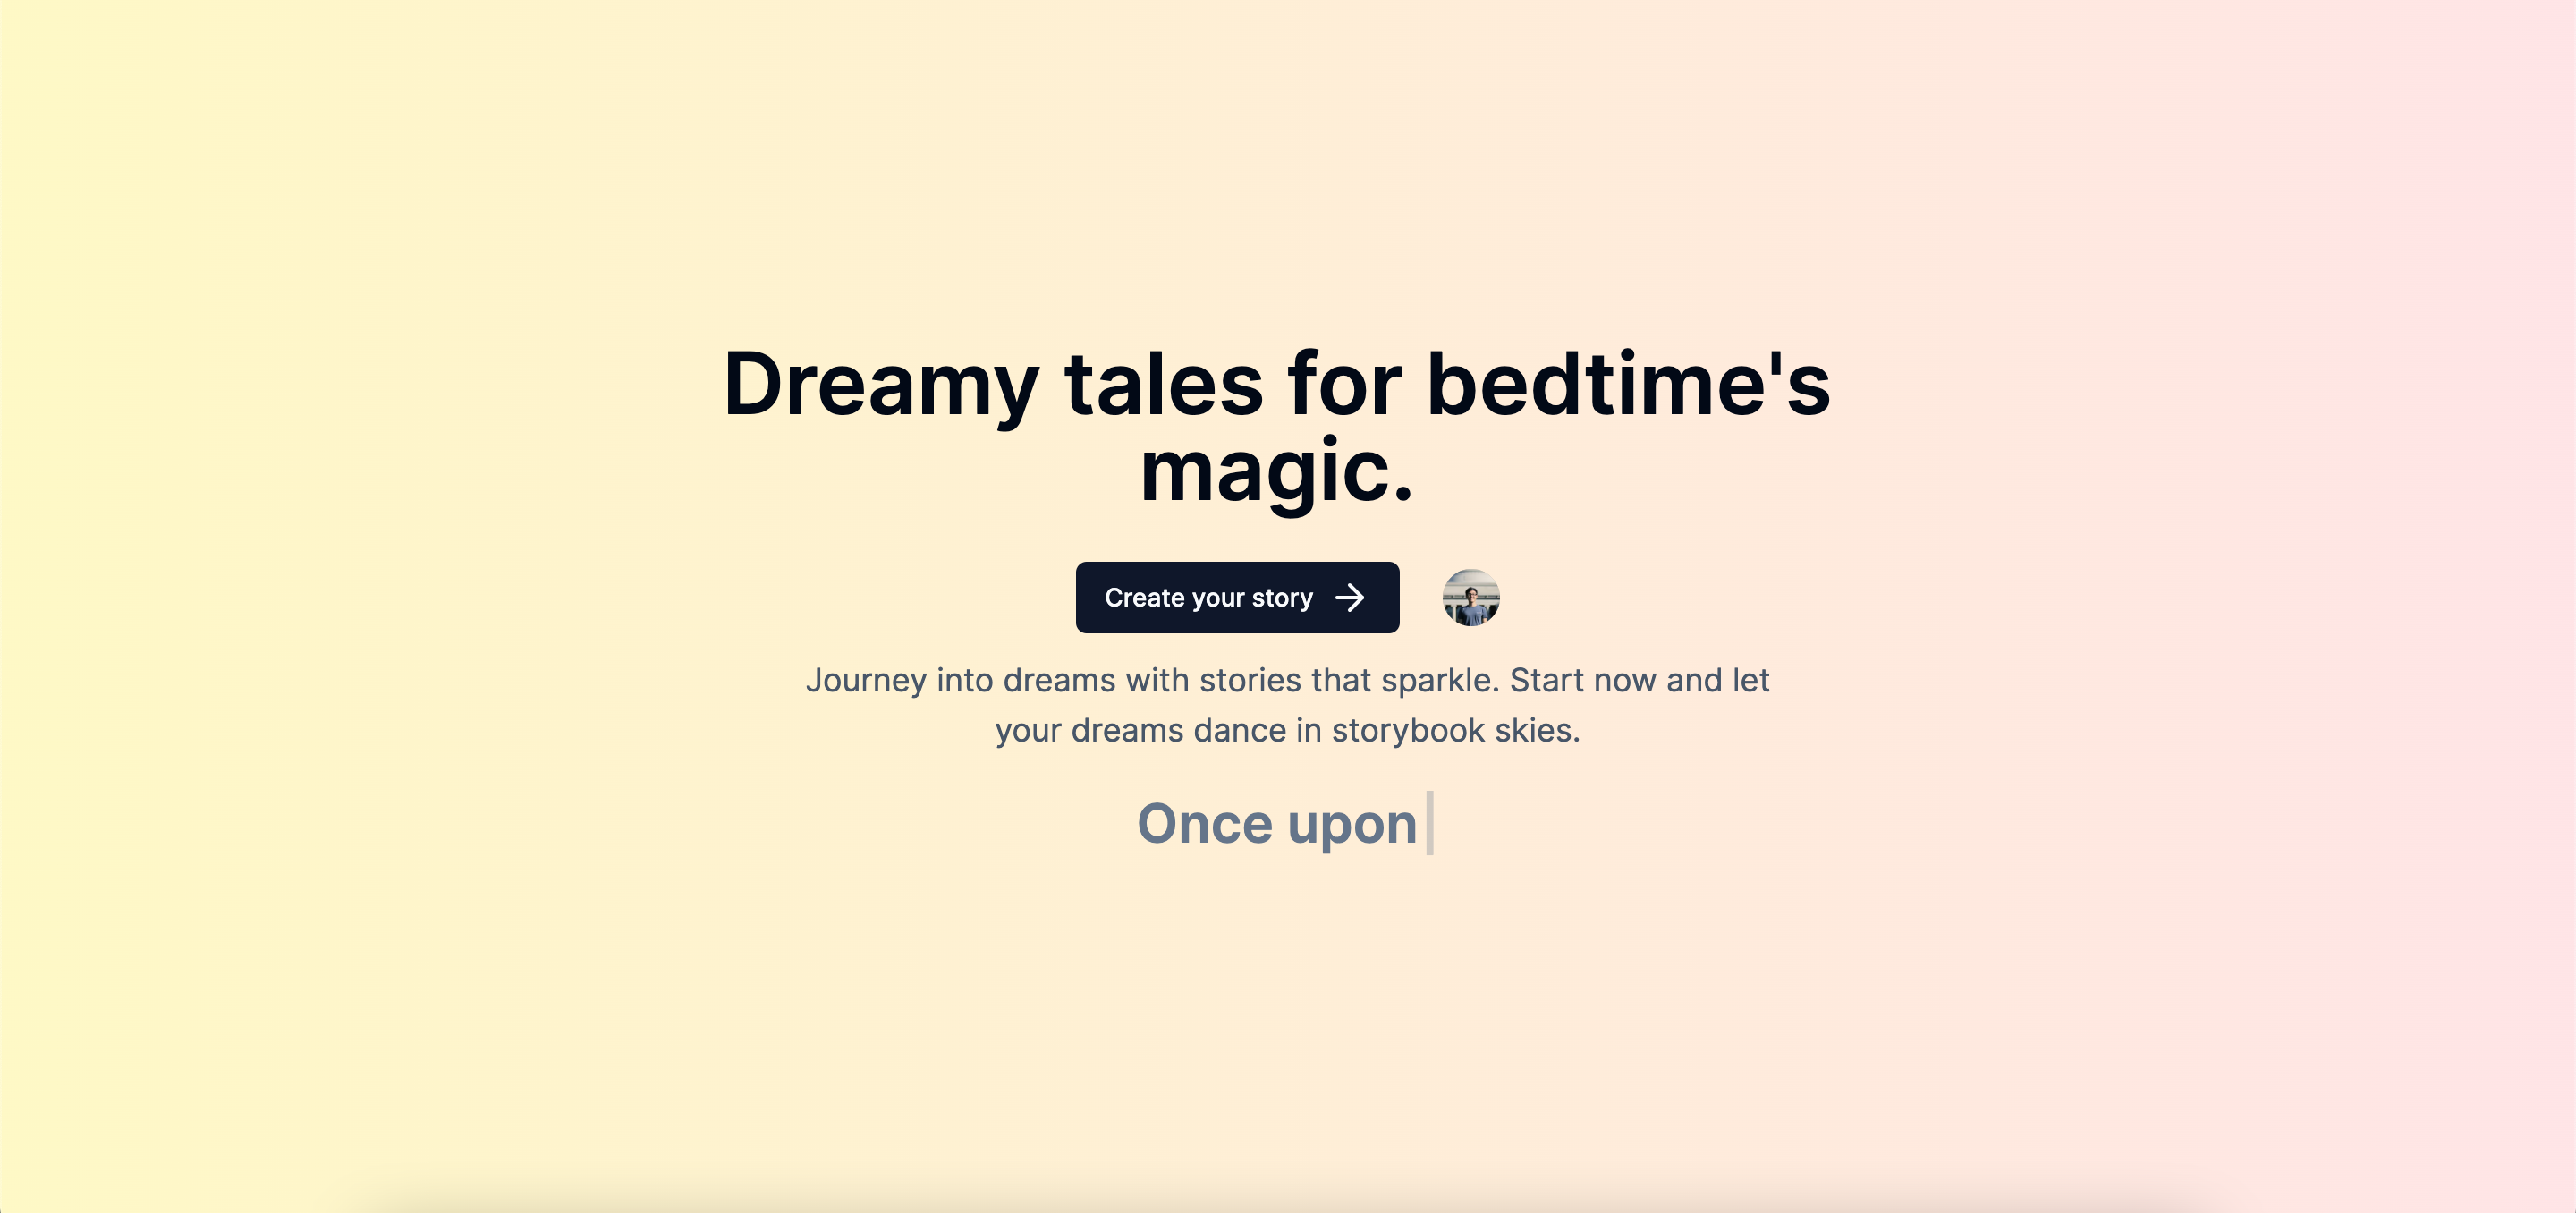 Dreamy tales for bedtime's
magic.
Create your story
Journey into dreams with stories that sparkle. Start now and let
your dreams dance in storybook skies.
Once upon